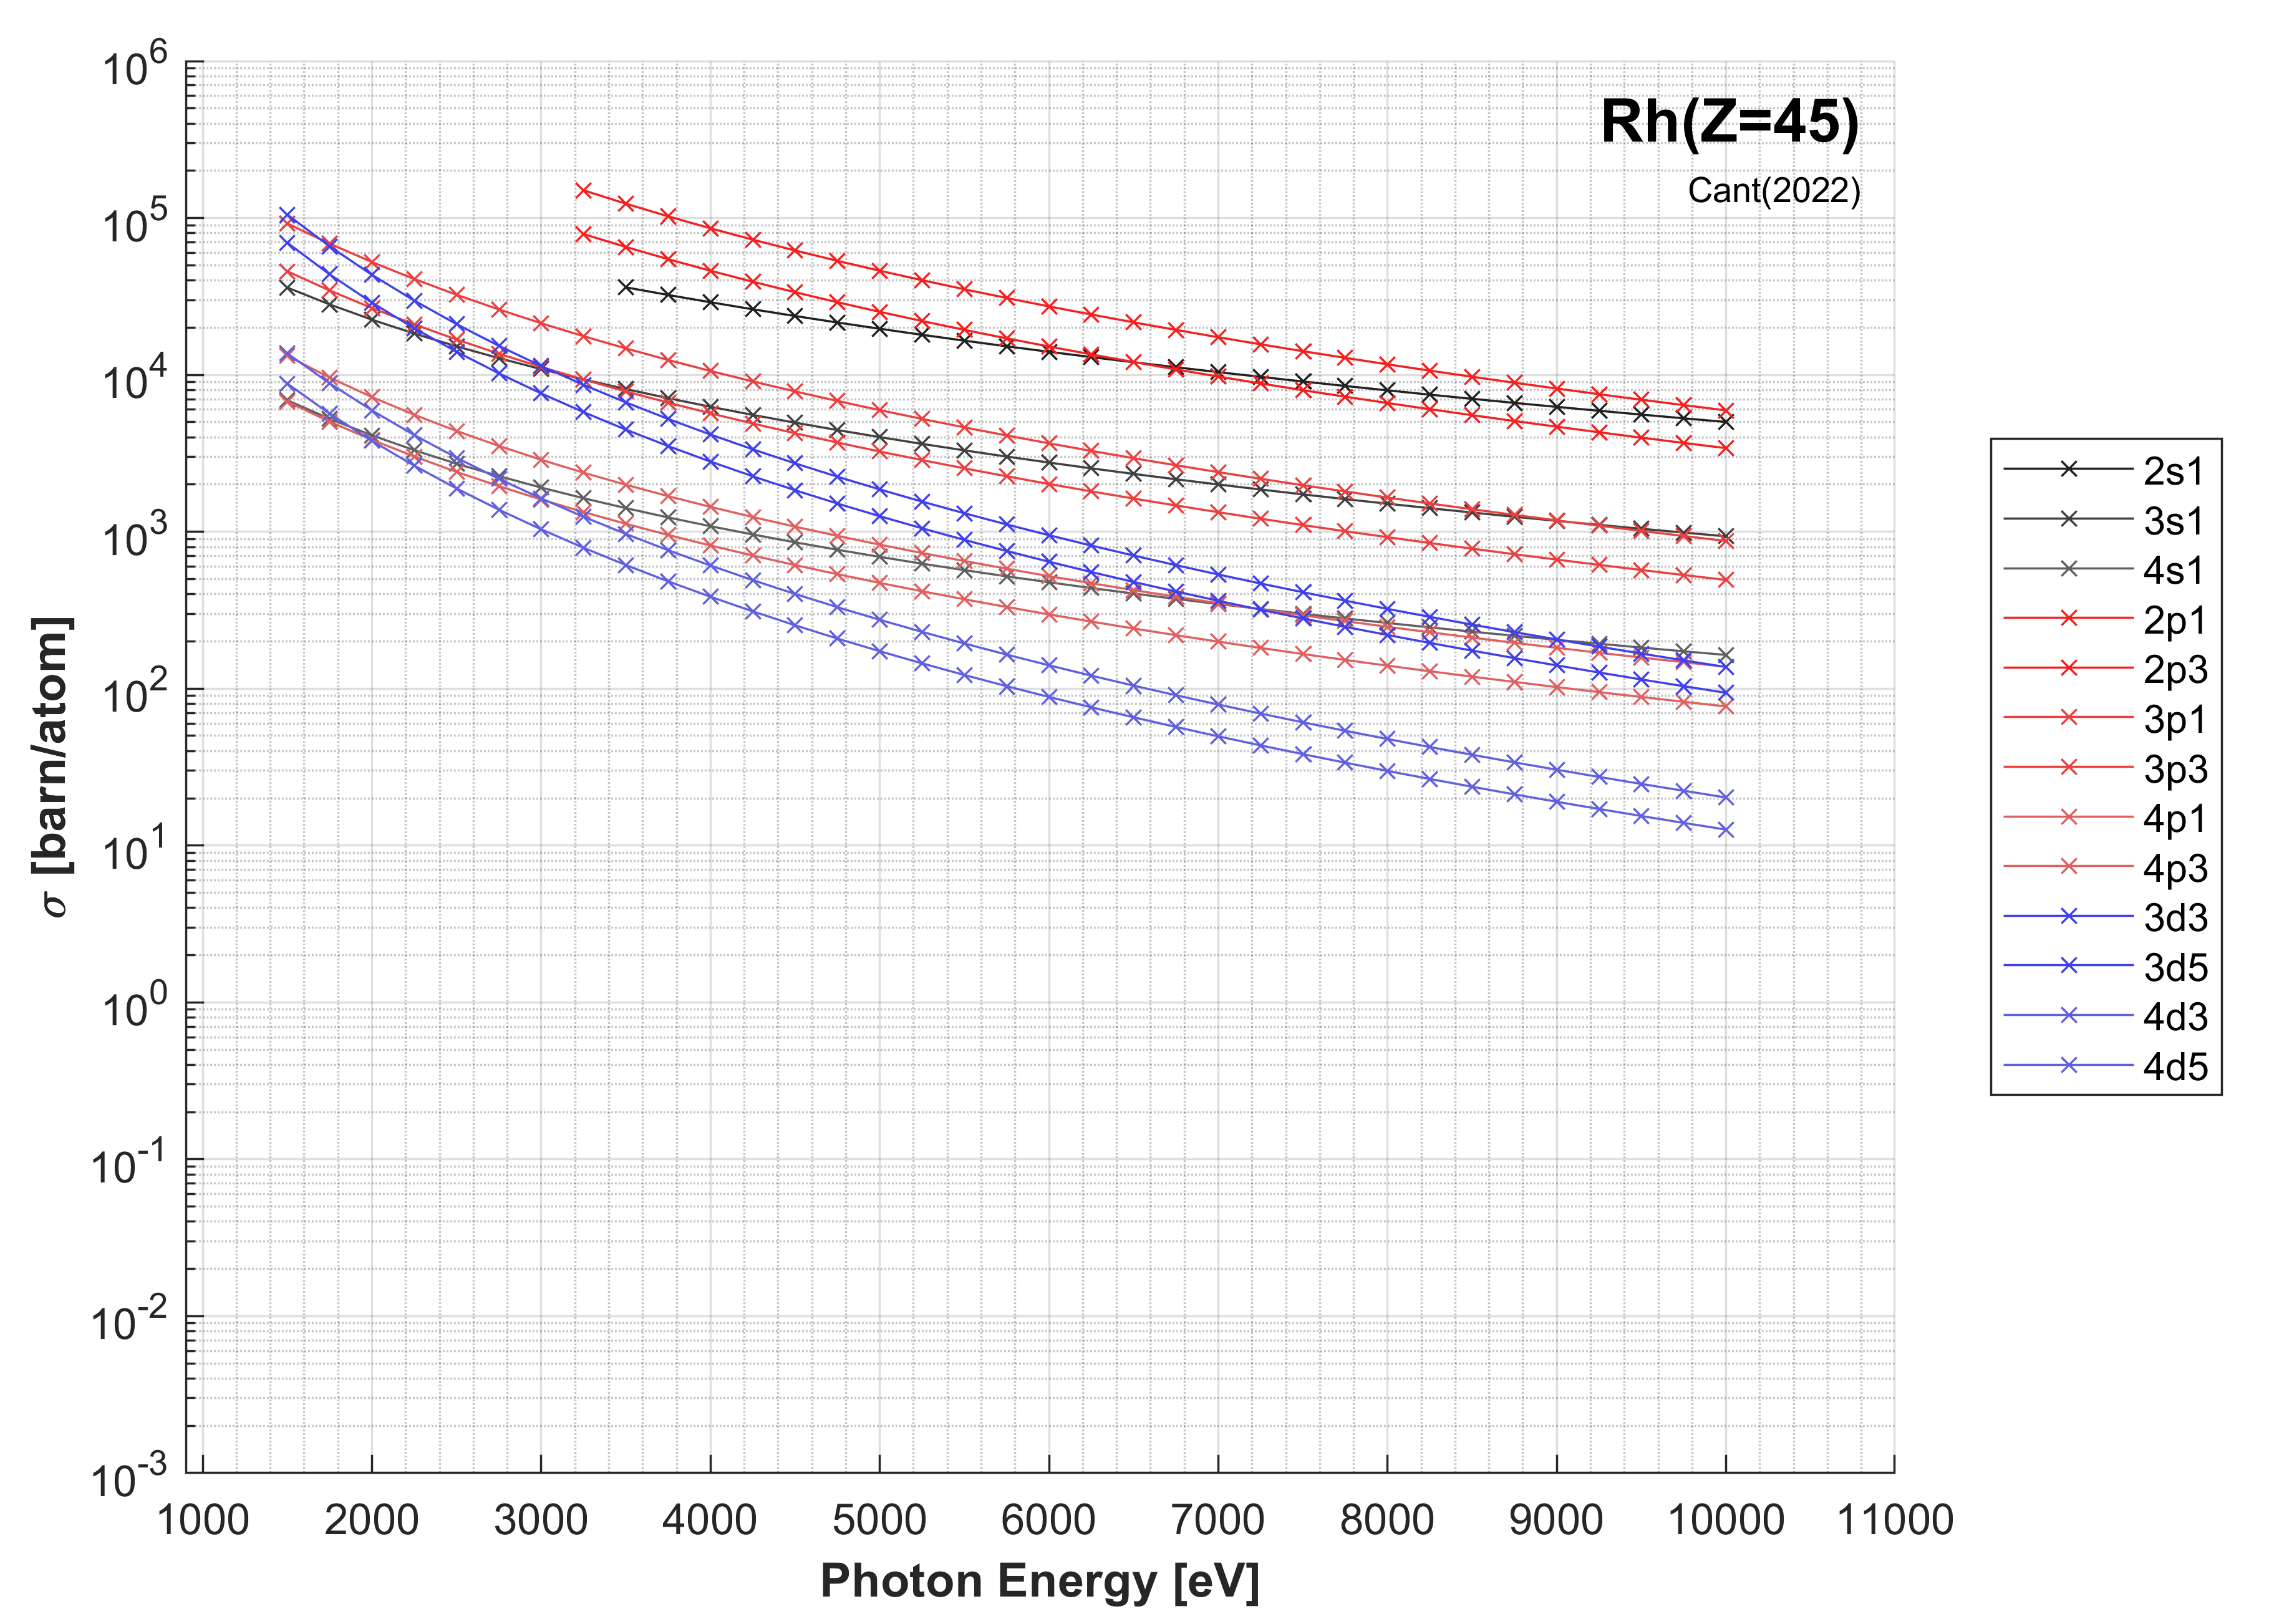 Rh(Z=45)
Cant(2022)
10^6
10^5
10^4
10^3
10^2
10^1
10^0
10^-1
10^-2
10^-3
σ [barn/atom]
1000 2000 3000 4000 5000 6000 7000 8000 9000 10000 11000
Photon Energy [eV]
2s1
3s1
4s1
2p1
2p3
3p1
3p3
4p1
4p3
3d3
3d5
4d3
4d5